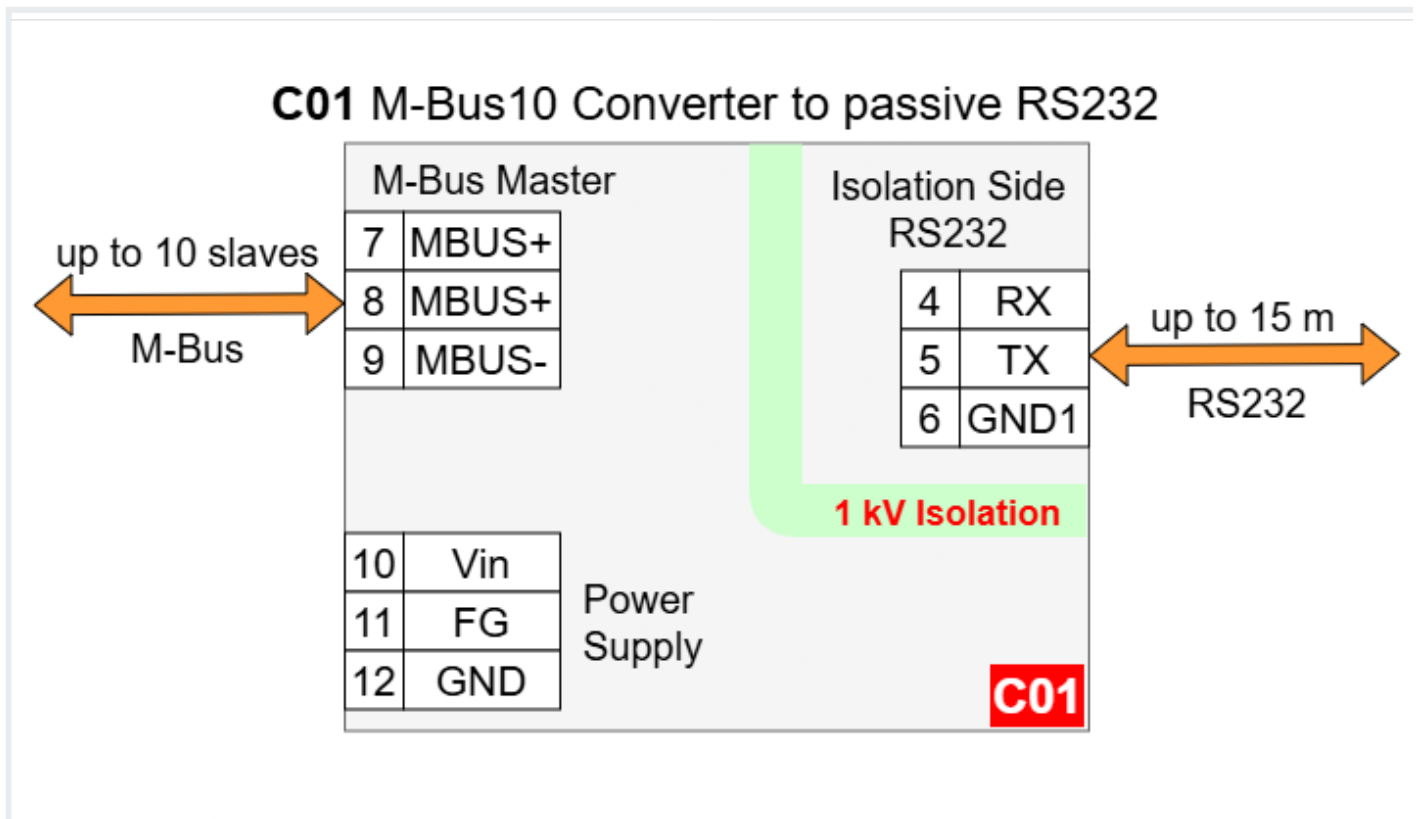 C01 M-Bus10 Converter to passive RS232
M-Bus Master
7 MBUS+
8 MBUS+
9 MBUS-
up to 10 slaves
M-Bus
Isolation Side
RS232
4 RX
5 TX
6 GND1
up to 15 m
RS232
1 kV Isolation
10 Vin
11 FG
12 GND
Power
Supply
C01